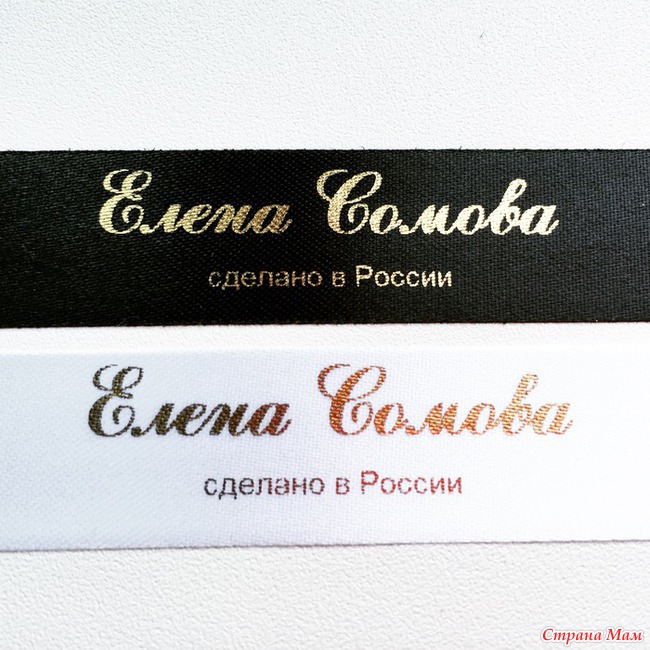 Елена Сомова
сделано в России
Елена Сомова
сделано в России
Страна Мам